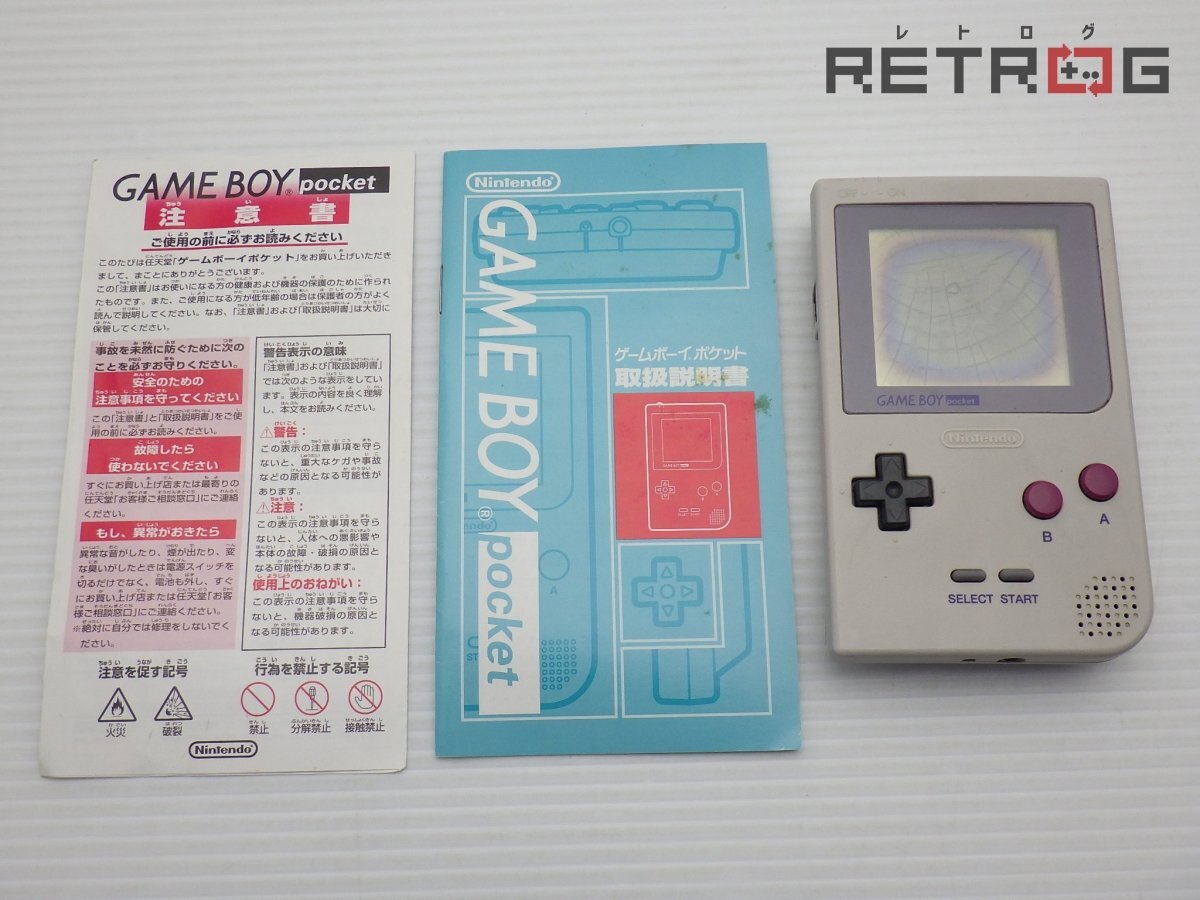 レトログ
RETROG
GAME BOY® pocket
注意書
ご使用の前に必ずお読みください
このたびは任天堂「ゲームボーイポケット」をお買い上げいただき
まして、まことにありがとうございます。
この「注意書」はお使いになる方の健康および機器の保護のために作られ
たものです。また、ご使用になる方が低年齢の場合は保護者の方がよく
読んで説明してください。なお、「注意書」および「取扱説明書」は大切に
保管してください。
事故を未然に防ぐために次の
ことを必ずお守りください。
安全のための
注意事項を守ってください
この「注意書」と「取扱説明書」をご使
用の前に必ずお読みください。
故障したら
使わないでください
すぐにお買い上げ店または最寄りの
任天堂「お客様ご相談窓口」にご連絡
ください。
もし、異常がおきたら
異常な音がしたり、煙が出たり、変
な臭いがしたときは電源スイッチを
切るだけでなく、電池も外し、すぐ
にお買い上げ店または任天堂「お客
様ご相談窓口」にご連絡ください。
※絶対に自分では修理をしないでく
ださい。
警告表示の意味
「注意書」および「取扱説明書」
では次のような表示をしてい
ます。表示の内容を良く理解
し、本文をお読みください。
⚠警告：
この表示の注意事項を守ら
ないと、重大なケガや事故
などの原因となる可能性が
あります。
⚠注意：
この表示の注意事項を守ら
ないと、人体への悪影響や
本体の故障・破損の原因と
なる可能性があります。
使用上のおねがい：
この表示の注意事項を守ら
ないと、機器破損の原因と
なる可能性があります。
注意を促す記号
火災
破裂
行為を禁止する記号
禁止
分解禁止
接触禁止
Nintendo
Nintendo®
GAME BOY® pocket
ゲームボーイ®ポケット
取扱説明書
GAME BOY pocket
SELECT START
A
OFF ON
GAME BOY pocket
Nintendo
B
A
SELECT START